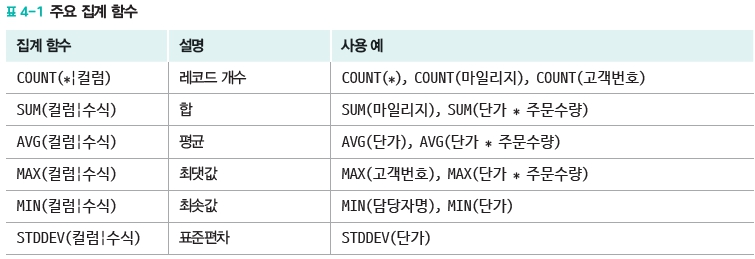 표 4-1 주요 집계 함수
집계 함수 설명 사용 예
COUNT(*¦컬럼) 레코드 개수 COUNT(*), COUNT(마일리지), COUNT(고객번호)
SUM(컬럼¦수식) 합 SUM(마일리지), SUM(단가 * 주문수량)
AVG(컬럼¦수식) 평균 AVG(단가), AVG(단가 * 주문수량)
MAX(컬럼¦수식) 최댓값 MAX(고객번호), MAX(단가 * 주문수량)
MIN(컬럼¦수식) 최솟값 MIN(담당자명), MIN(단가)
STDDEV(컬럼¦수식) 표준편차 STDDEV(단가)